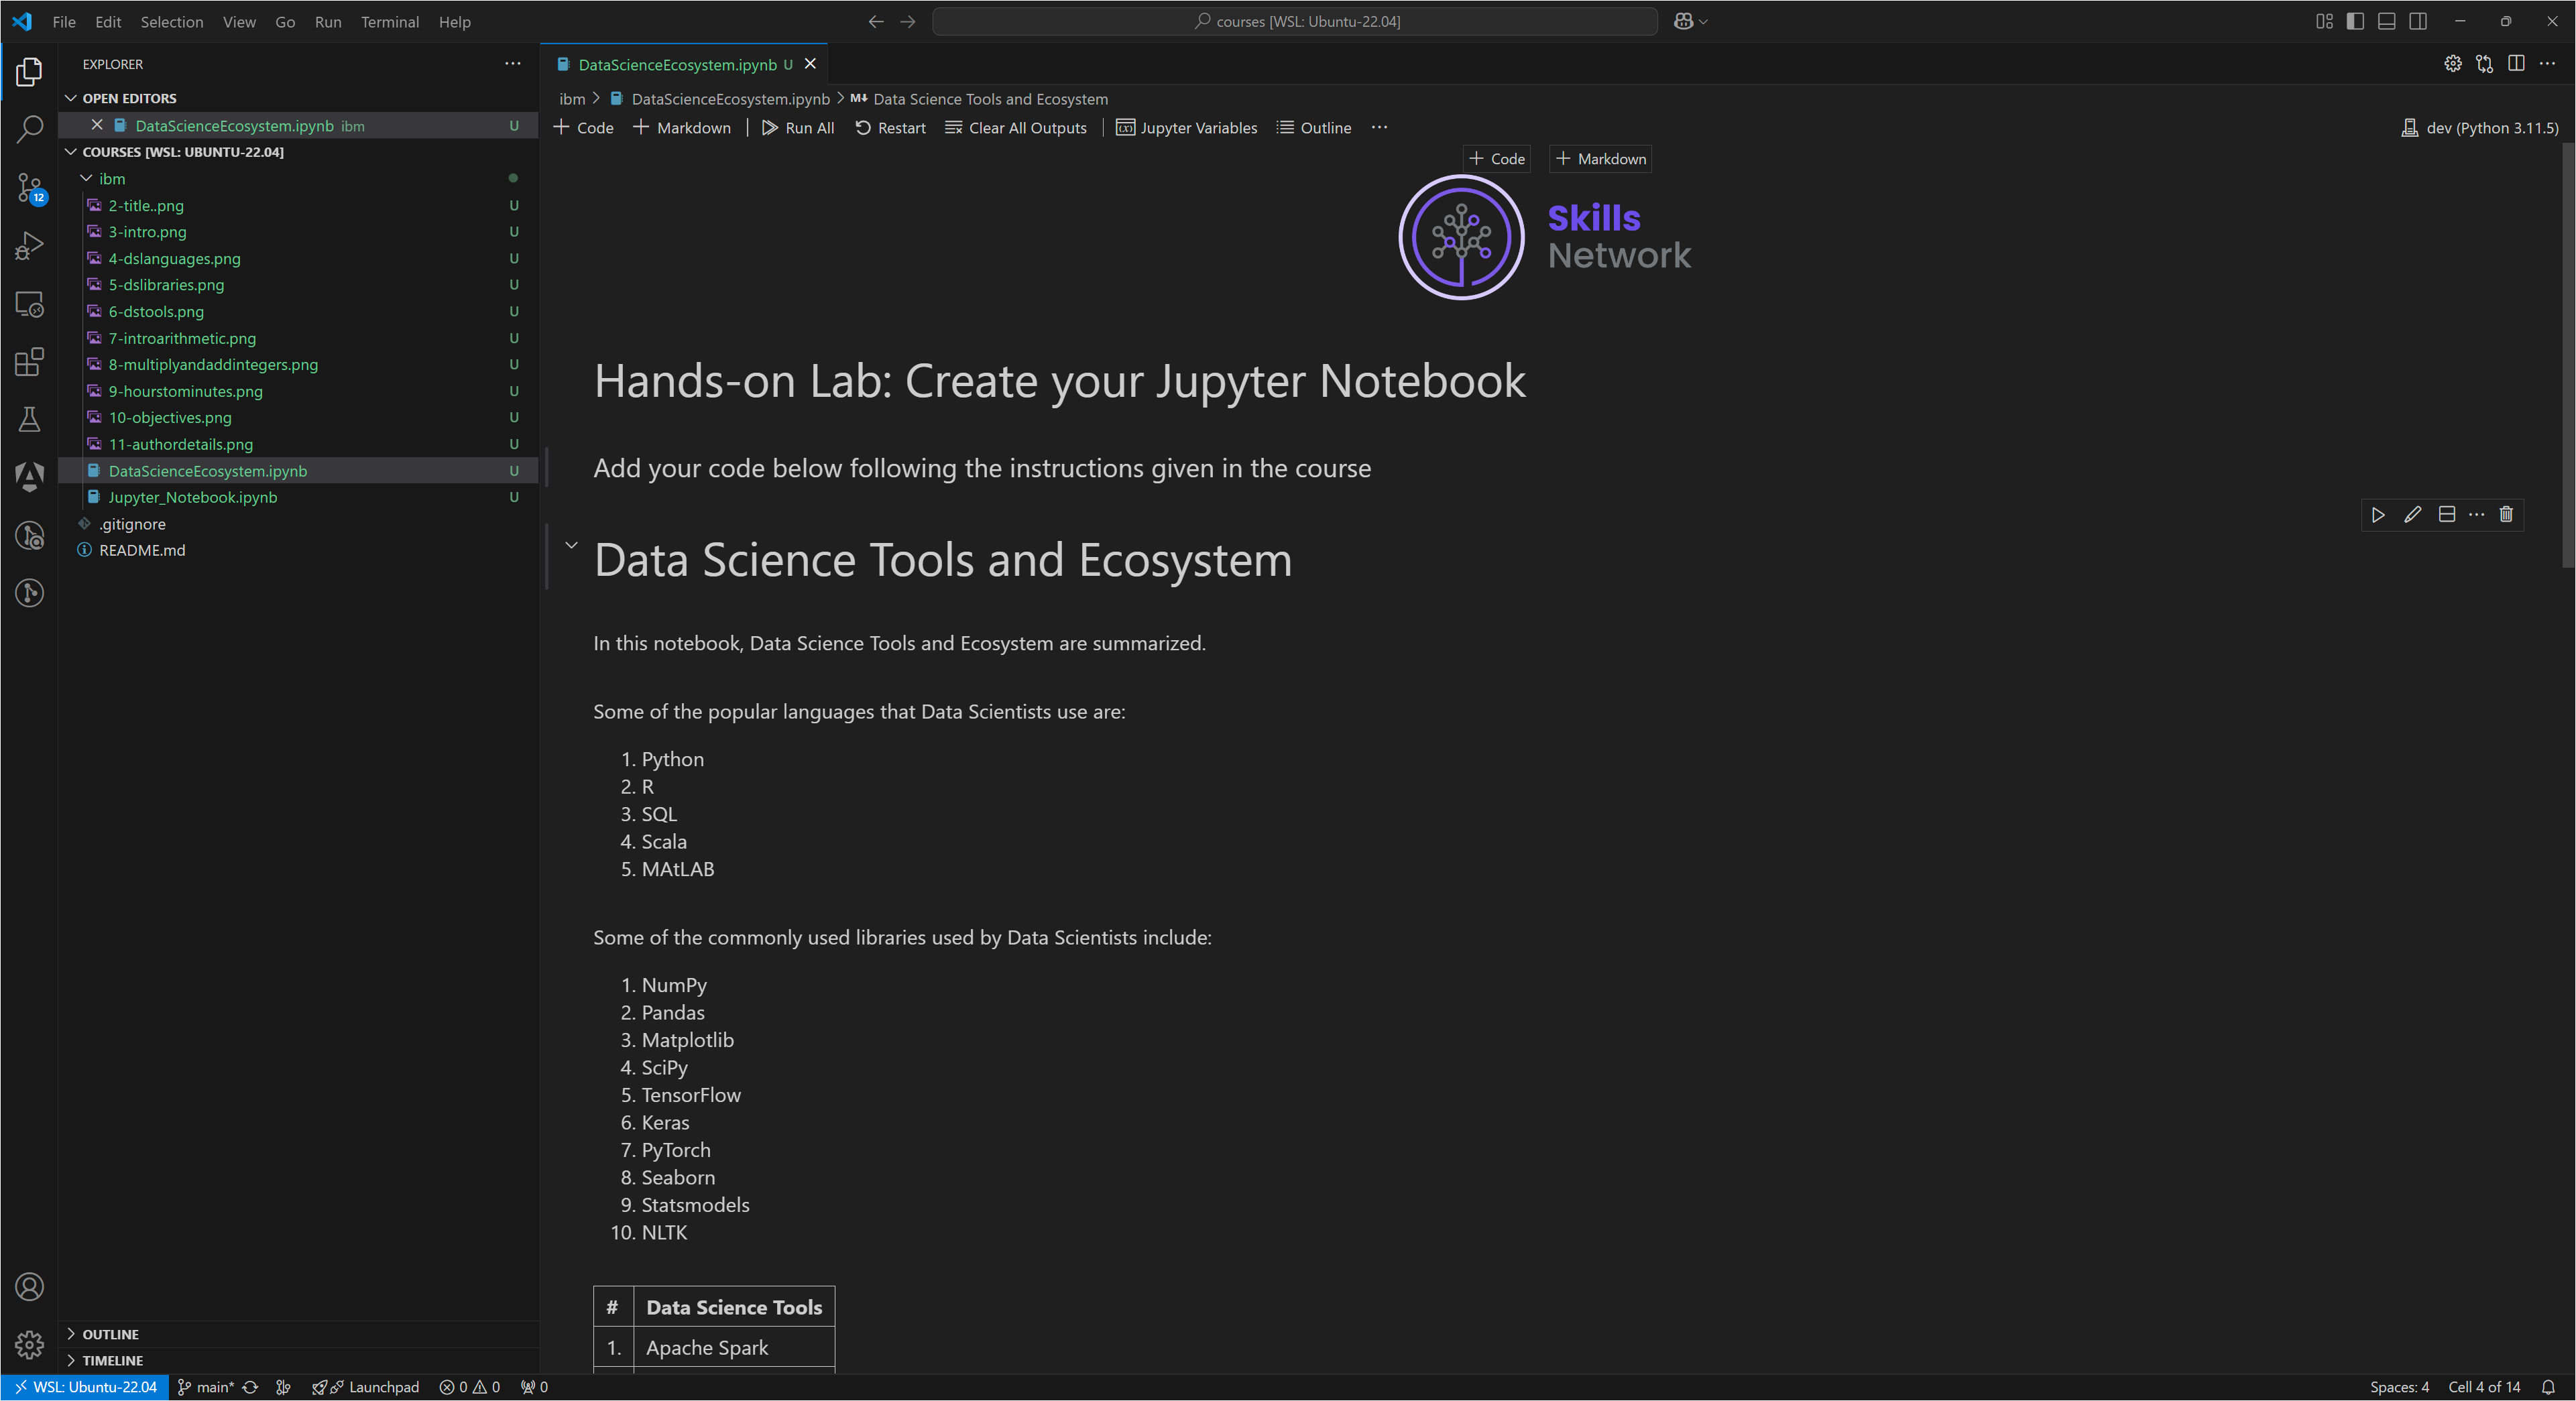 File Edit Selection View Go Run Terminal Help
courses [WSL: Ubuntu-22.04]
EXPLORER
OPEN EDITORS
DataScienceEcosystem.ipynb ibm U
COURSES [WSL: UBUNTU-22.04]
ibm
2-title..png U
3-intro.png U
4-dslanguages.png U
5-dslibraries.png U
6-dstools.png U
7-introarithmetic.png U
8-multiplyandaddintegers.png U
9-hourstominutes.png U
10-objectives.png U
11-authordetails.png U
DataScienceEcosystem.ipynb U
Jupyter_Notebook.ipynb U
.gitignore
README.md
OUTLINE
TIMELINE
12
DataScienceEcosystem.ipynb U
ibm > DataScienceEcosystem.ipynb > M↓ Data Science Tools and Ecosystem
+ Code + Markdown | Run All Restart Clear All Outputs | Jupyter Variables Outline ...
dev (Python 3.11.5)
+ Code + Markdown
Skills
Network
Hands-on Lab: Create your Jupyter Notebook
Add your code below following the instructions given in the course
Data Science Tools and Ecosystem
In this notebook, Data Science Tools and Ecosystem are summarized.
Some of the popular languages that Data Scientists use are:
1. Python
2. R
3. SQL
4. Scala
5. MAtLAB
Some of the commonly used libraries used by Data Scientists include:
1. NumPy
2. Pandas
3. Matplotlib
4. SciPy
5. TensorFlow
6. Keras
7. PyTorch
8. Seaborn
9. Statsmodels
10. NLTK
# Data Science Tools
1. Apache Spark
WSL: Ubuntu-22.04 main* Launchpad 0 0 0
Spaces: 4 Cell 4 of 14